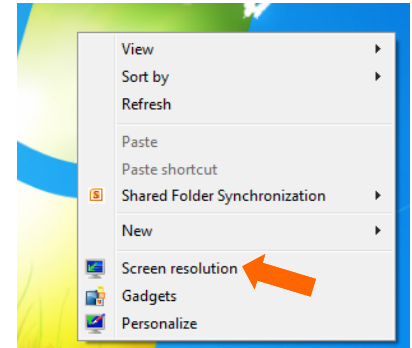 View
Sort by
Refresh
Paste
Paste shortcut
S Shared Folder Synchronization
New
Screen resolution
Gadgets
Personalize